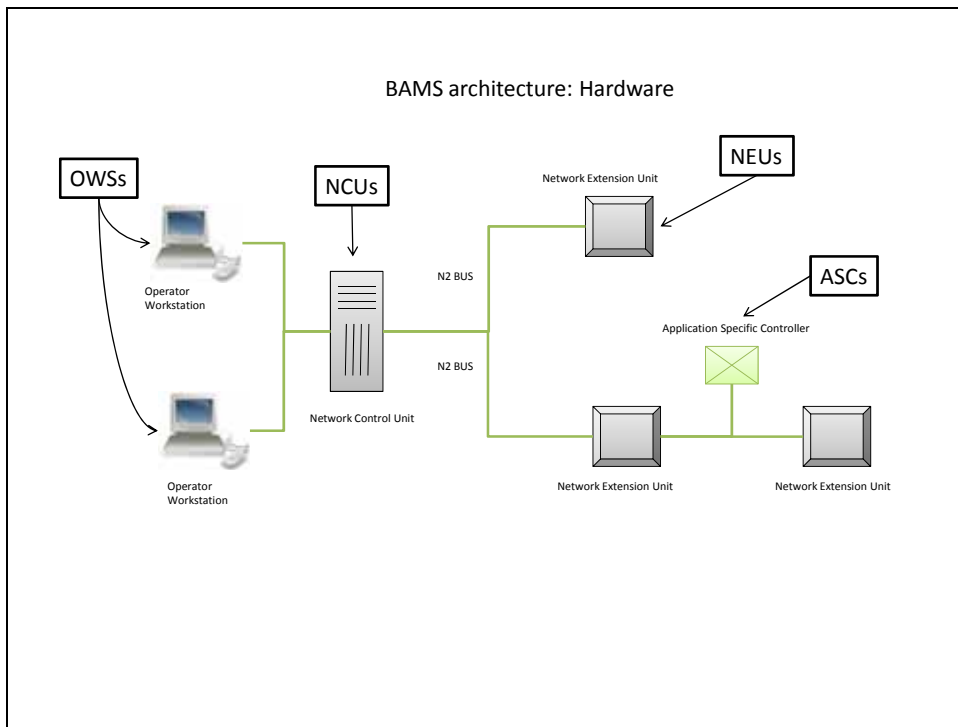 BAMS architecture: Hardware
OWSs
NCUs
NEUs
Network Extension Unit
ASCs
N2 BUS
Operator
Workstation
Application Specific Controller
N2 BUS
Network Control Unit
Operator
Workstation
Network Extension Unit
Network Extension Unit